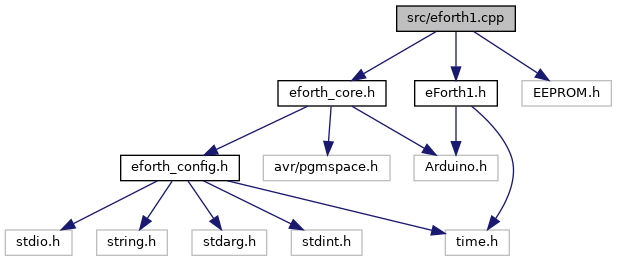 src/eforth1.cpp
eforth_core.h
eForth1.h
EEPROM.h
eforth_config.h
avr/pgmspace.h
Arduino.h
stdio.h
string.h
stdarg.h
stdint.h
time.h